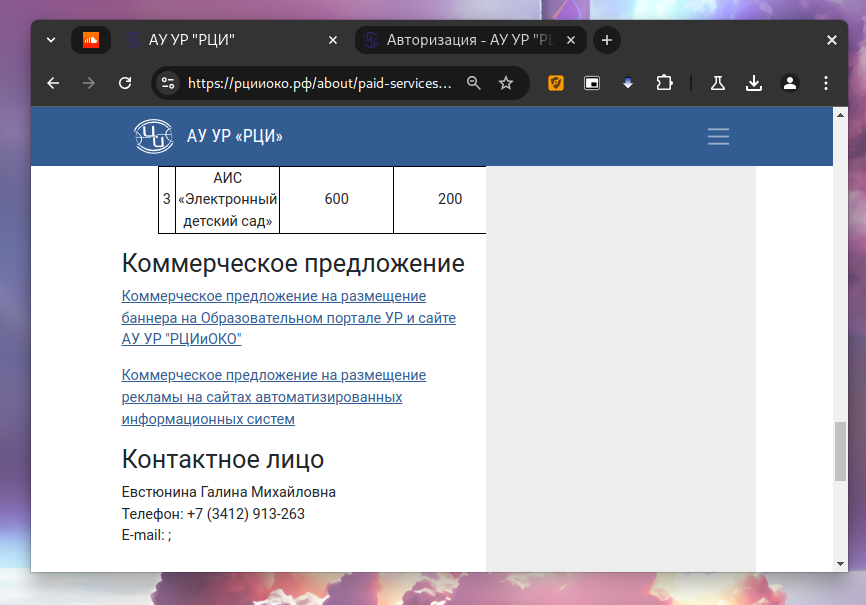 АУ УР "РЦИ"
Авторизация - АУ УР "РЦ
https://рцииоко.рф/about/paid-services...
АУ УР «РЦИ»
АИС
3 «Электронный 600 200
детский сад»
Коммерческое предложение
Коммерческое предложение на размещение
баннера на Образовательном портале УР и сайте
АУ УР "РЦИиОКО"
Коммерческое предложение на размещение
рекламы на сайтах автоматизированных
информационных систем
Контактное лицо
Евстюнина Галина Михайловна
Телефон: +7 (3412) 913-263
E-mail: ;